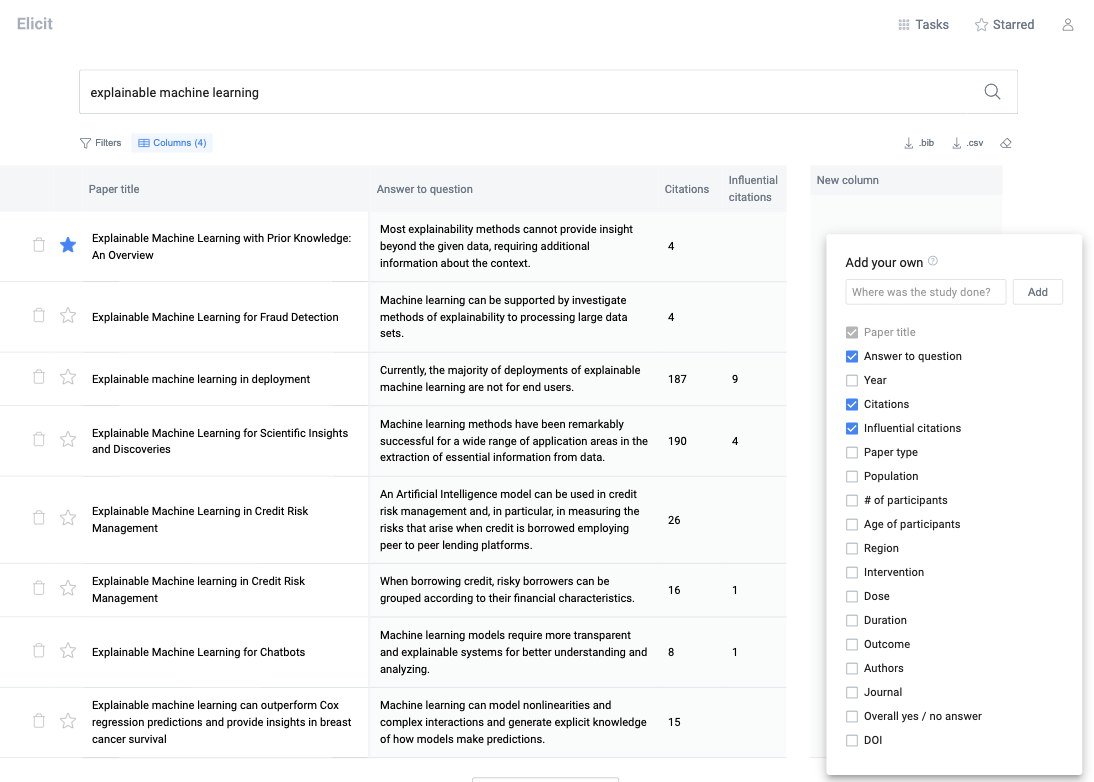 Elicit
Tasks
Starred
explainable machine learning
Filters
Columns (4)
.bib
.csv
Paper title
Answer to question
Citations
Influential
citations
New column
Explainable Machine Learning with Prior Knowledge:
An Overview
Most explainability methods cannot provide insight
beyond the given data, requiring additional
information about the context.
4
Explainable Machine Learning for Fraud Detection
Machine learning can be supported by investigate
methods of explainability to processing large data
sets.
4
Explainable machine learning in deployment
Currently, the majority of deployments of explainable
machine learning are not for end users.
187
9
Explainable Machine Learning for Scientific Insights
and Discoveries
Machine learning methods have been remarkably
successful for a wide range of application areas in the
extraction of essential information from data.
190
4
Explainable Machine Learning in Credit Risk
Management
An Artificial Intelligence model can be used in credit
risk management and, in particular, in measuring the
risks that arise when credit is borrowed employing
peer to peer lending platforms.
26
Explainable Machine learning in Credit Risk
Management
When borrowing credit, risky borrowers can be
grouped according to their financial characteristics.
16
1
Explainable Machine Learning for Chatbots
Machine learning models require more transparent
and explainable systems for better understanding and
analyzing.
8
1
Explainable machine learning can outperform Cox
regression predictions and provide insights in breast
cancer survival
Machine learning can model nonlinearities and
complex interactions and generate explicit knowledge
of how models make predictions.
15
Add your own ?
Where was the study done?
Add
Paper title
Answer to question
Year
Citations
Influential citations
Paper type
Population
# of participants
Age of participants
Region
Intervention
Dose
Duration
Outcome
Authors
Journal
Overall yes / no answer
DOI